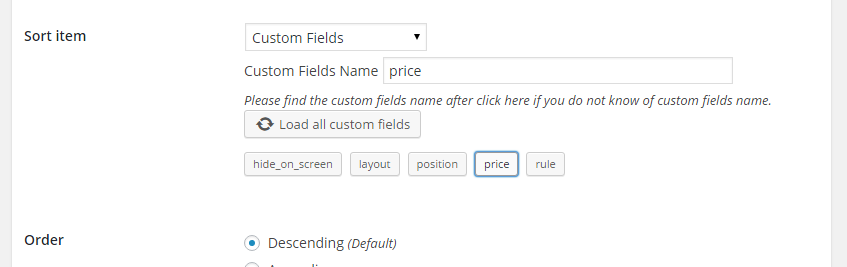 Sort item
Custom Fields
Custom Fields Name price
Please find the custom fields name after click here if you do not know of custom fields name.
Load all custom fields
hide_on_screen layout position price rule
Order
Descending (Default)